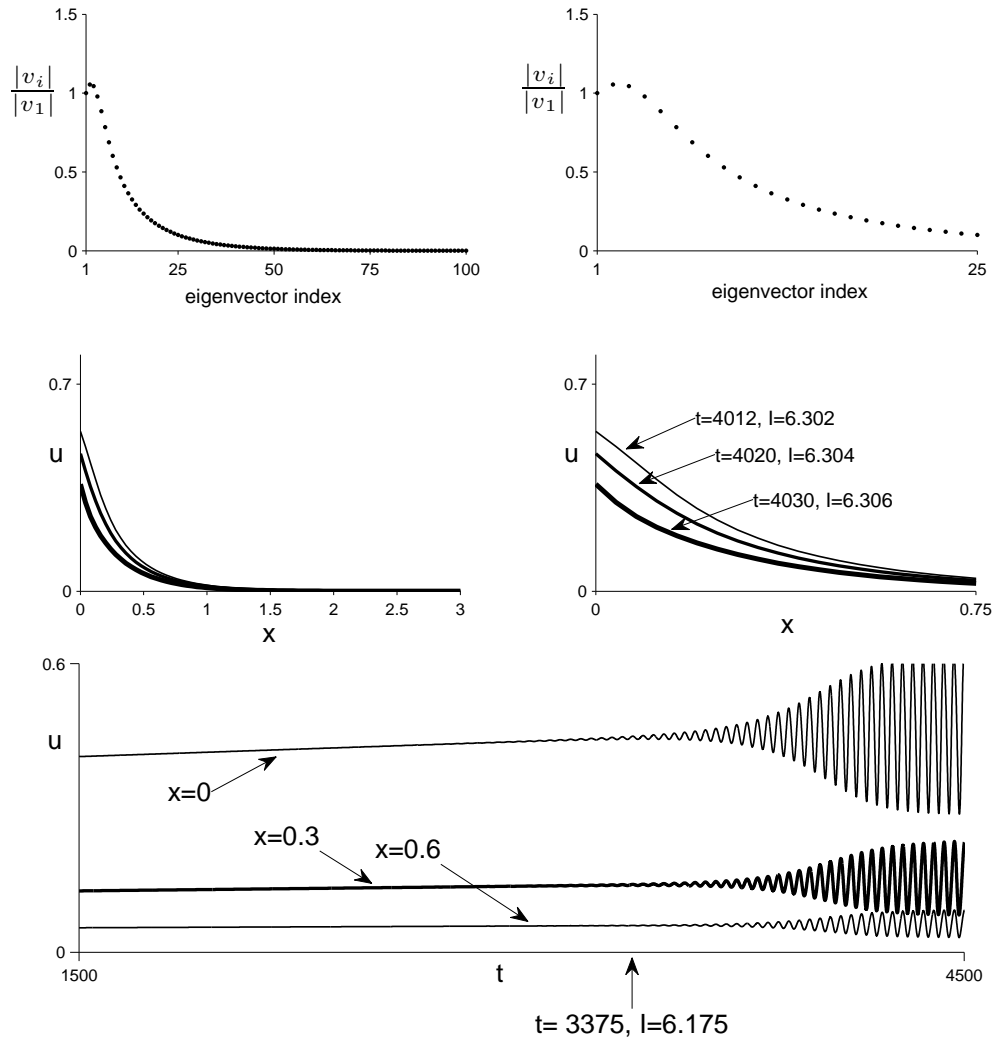 1.5
|v_i|
|v_1|
1
0.5
0
1 25 50 75 100
eigenvector index
1.5
|v_i|
|v_1|
1
0.5
0
1 25
eigenvector index
0.7
u
0
0 0.5 1 1.5 2 2.5 3
x
0.7
u
t=4012, I=6.302
t=4020, I=6.304
t=4030, I=6.306
0
0 0.75
x
0.6
u
x=0
x=0.3
x=0.6
0
1500 4500
t
t= 3375, I=6.175